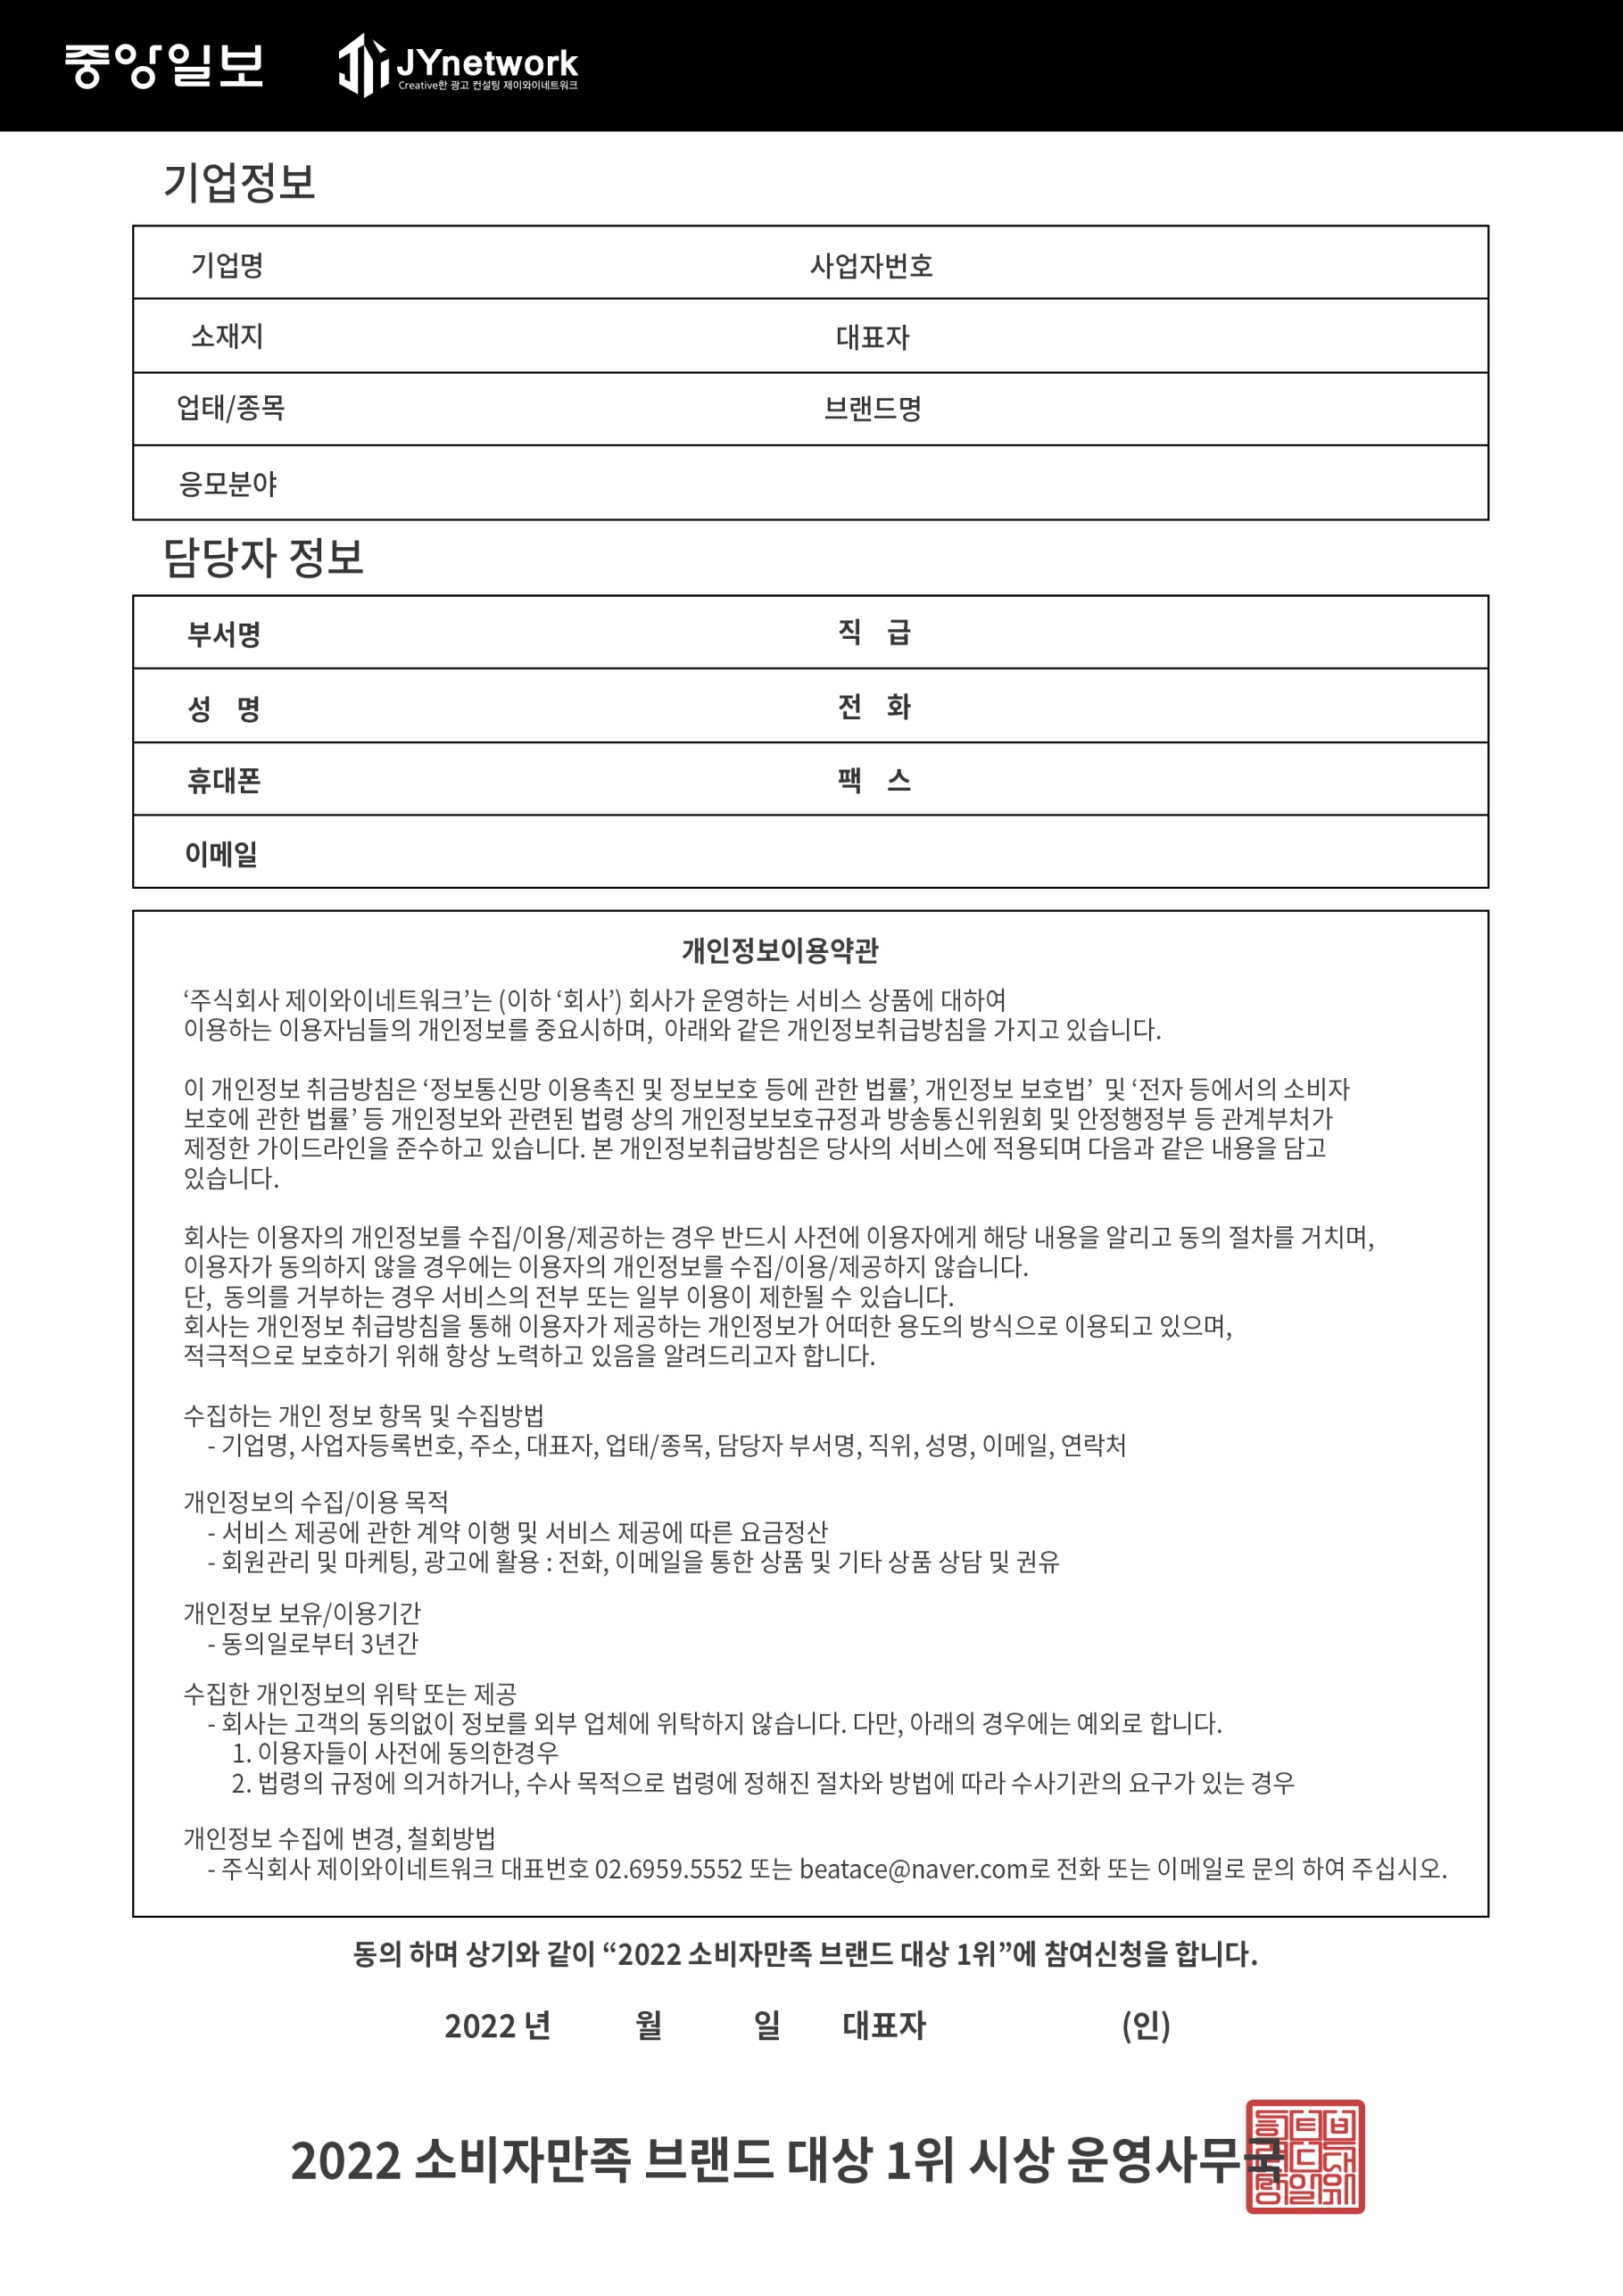 중앙일보 JYnetwork
Creative한 광고 컨설팅 제이와이네트워크
기업정보
기업명 사업자번호
소재지 대표자
업태/종목 브랜드명
응모분야
담당자 정보
부서명 직 급
성 명 전 화
휴대폰 팩 스
이메일
개인정보이용약관
‘주식회사 제이와이네트워크’는 (이하 ‘회사’) 회사가 운영하는 서비스 상품에 대하여
이용하는 이용자님들의 개인정보를 중요시하며, 아래와 같은 개인정보취급방침을 가지고 있습니다.
이 개인정보 취금방침은 ‘정보통신망 이용촉진 및 정보보호 등에 관한 법률’, 개인정보 보호법’ 및 ‘전자 등에서의 소비자
보호에 관한 법률’ 등 개인정보와 관련된 법령 상의 개인정보보호규정과 방송통신위원회 및 안정행정부 등 관계부처가
제정한 가이드라인을 준수하고 있습니다. 본 개인정보취급방침은 당사의 서비스에 적용되며 다음과 같은 내용을 담고
있습니다.
회사는 이용자의 개인정보를 수집/이용/제공하는 경우 반드시 사전에 이용자에게 해당 내용을 알리고 동의 절차를 거치며,
이용자가 동의하지 않을 경우에는 이용자의 개인정보를 수집/이용/제공하지 않습니다.
단, 동의를 거부하는 경우 서비스의 전부 또는 일부 이용이 제한될 수 있습니다.
회사는 개인정보 취급방침을 통해 이용자가 제공하는 개인정보가 어떠한 용도의 방식으로 이용되고 있으며,
적극적으로 보호하기 위해 항상 노력하고 있음을 알려드리고자 합니다.
수집하는 개인 정보 항목 및 수집방법
- 기업명, 사업자등록번호, 주소, 대표자, 업태/종목, 담당자 부서명, 직위, 성명, 이메일, 연락처
개인정보의 수집/이용 목적
- 서비스 제공에 관한 계약 이행 및 서비스 제공에 따른 요금정산
- 회원관리 및 마케팅, 광고에 활용 : 전화, 이메일을 통한 상품 및 기타 상품 상담 및 권유
개인정보 보유/이용기간
- 동의일로부터 3년간
수집한 개인정보의 위탁 또는 제공
- 회사는 고객의 동의없이 정보를 외부 업체에 위탁하지 않습니다. 다만, 아래의 경우에는 예외로 합니다.
1. 이용자들이 사전에 동의한경우
2. 법령의 규정에 의거하거나, 수사 목적으로 법령에 정해진 절차와 방법에 따라 수사기관의 요구가 있는 경우
개인정보 수집에 변경, 철회방법
- 주식회사 제이와이네트워크 대표번호 02.6959.5552 또는 beatace@naver.com로 전화 또는 이메일로 문의 하여 주십시오.
동의 하며 상기와 같이 “2022 소비자만족 브랜드 대상 1위”에 참여신청을 합니다.
2022 년 월 일 대표자 (인)
2022 소비자만족 브랜드 대상 1위 시상 운영사무국